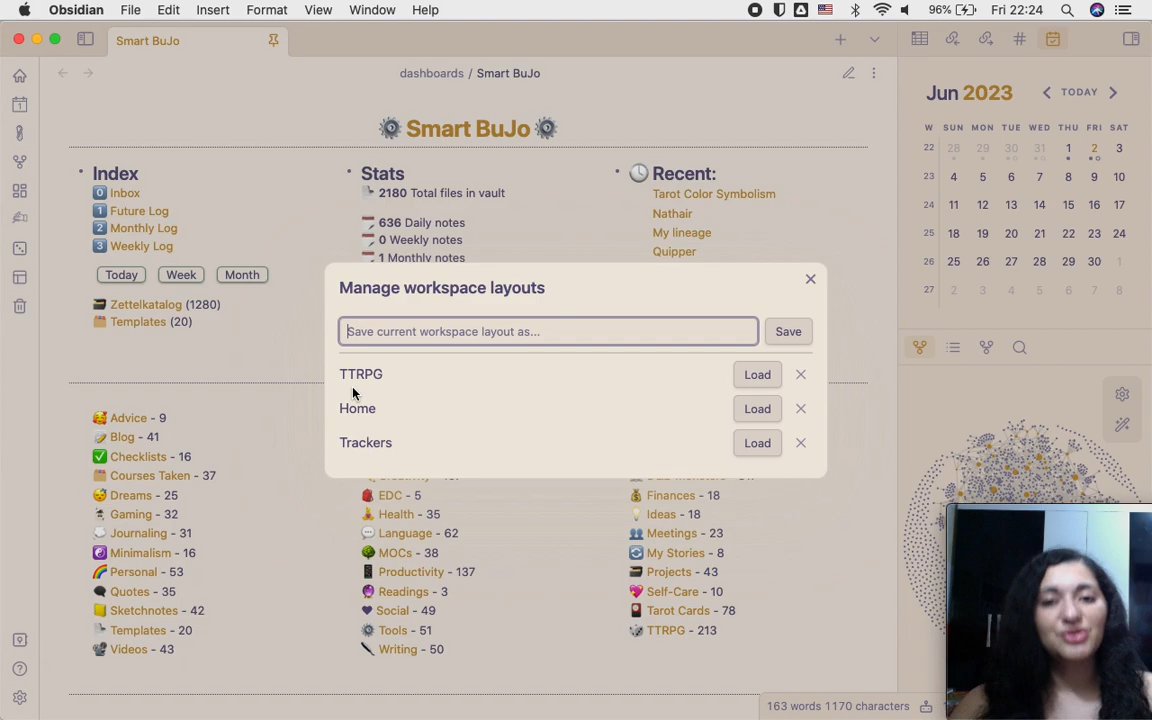 Obsidian File Edit Insert Format View Window Help 96% Fri 22:24
Smart BuJo
dashboards / Smart BuJo
Smart BuJo
Index
0 Inbox
1 Future Log
2 Monthly Log
3 Weekly Log
Today Week Month
Zettelkatalog (1280)
Templates (20)
Stats
2180 Total files in vault
636 Daily notes
0 Weekly notes
1 Monthly notes
Recent:
Tarot Color Symbolism
Nathair
My lineage
Quipper
Manage workspace layouts
Save current workspace layout as...
Save
TTRPG Load
Home Load
Trackers Load
Advice - 9
Blog - 41
Checklists - 16
Courses Taken - 37
Dreams - 25
Gaming - 32
Journaling - 31
Minimalism - 16
Personal - 53
Quotes - 35
Sketchnotes - 42
Templates - 20
Videos - 43
EDC - 5
Health - 35
Language - 62
MOCs - 38
Productivity - 137
Readings - 3
Social - 49
Tools - 51
Writing - 50
Finances - 18
Ideas - 18
Meetings - 23
My Stories - 8
Projects - 43
Self-Care - 10
Tarot Cards - 78
TTRPG - 213
Jun 2023 TODAY
W SUN MON TUE WED THU FRI SAT
22 28 29 30 31 1 2 3
23 4 5 6 7 8 9 10
24 11 12 13 14 15 16 17
25 18 19 20 21 22 23 24
26 25 26 27 28 29 30 1
27 2 3 4 5 6 7 8
163 words 1170 characters